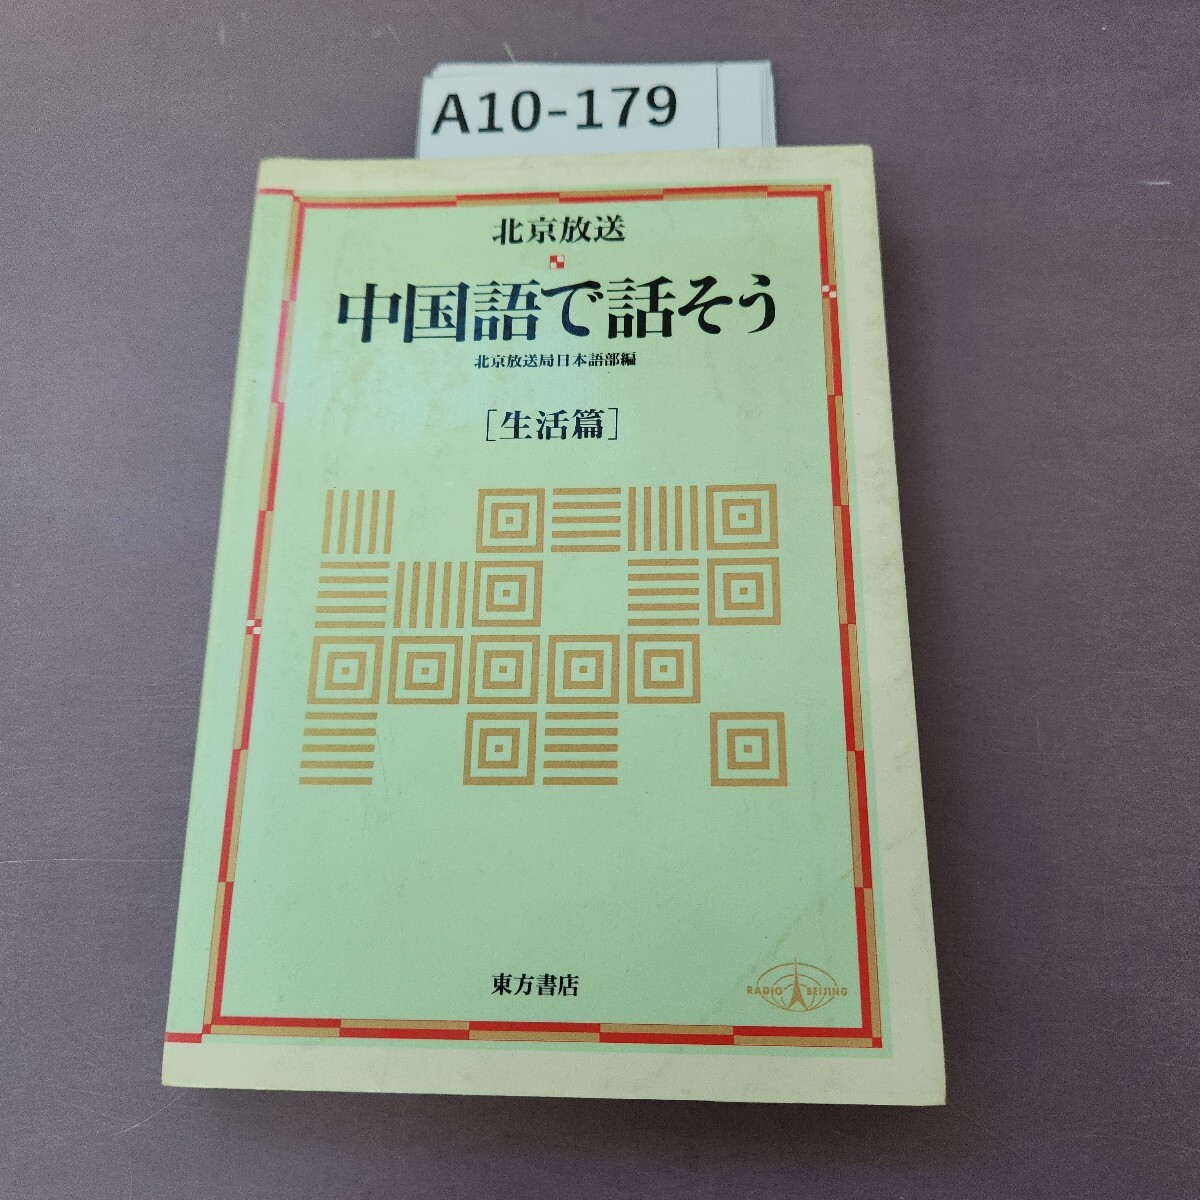 A10-179
北京放送
中国語で話そう
北京放送局日本語部編
［生活篇］
東方書店
RADIO BEIJING